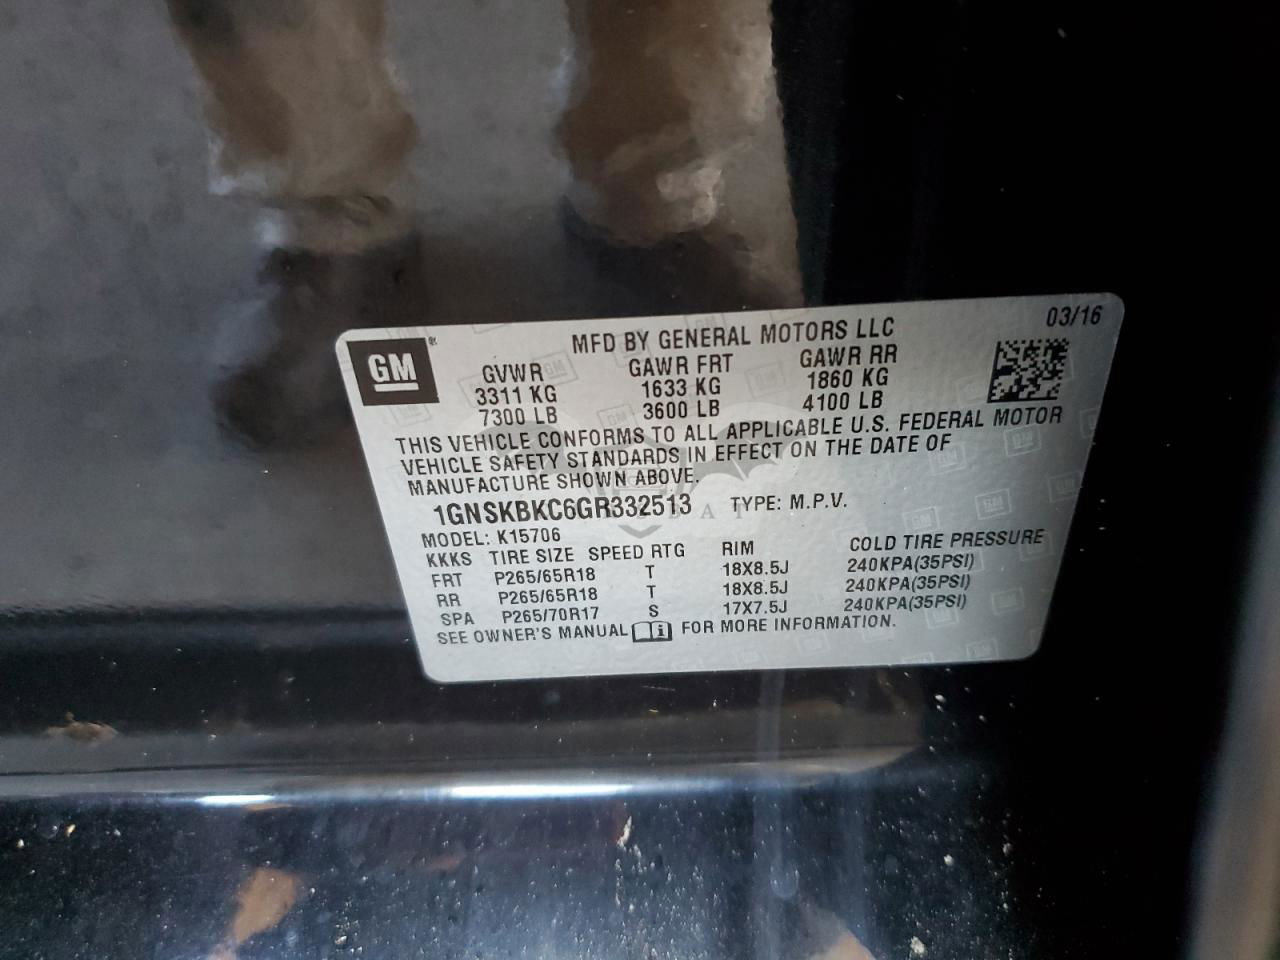 03/16
GM
MFD BY GENERAL MOTORS LLC
GVWR GAWR FRT GAWR RR
3311 KG 1633 KG 1860 KG
7300 LB 3600 LB 4100 LB
THIS VEHICLE CONFORMS TO ALL APPLICABLE U.S. FEDERAL MOTOR
VEHICLE SAFETY STANDARDS IN EFFECT ON THE DATE OF
MANUFACTURE SHOWN ABOVE.
1GNSKBKC6GR332513 TYPE: M.P.V.
MODEL: K15706
KKKS TIRE SIZE SPEED RTG RIM COLD TIRE PRESSURE
FRT P265/65R18 T 18X8.5J 240KPA(35PSI)
RR P265/65R18 T 18X8.5J 240KPA(35PSI)
SPA P265/70R17 S 17X7.5J 240KPA(35PSI)
SEE OWNER'S MANUAL FOR MORE INFORMATION.